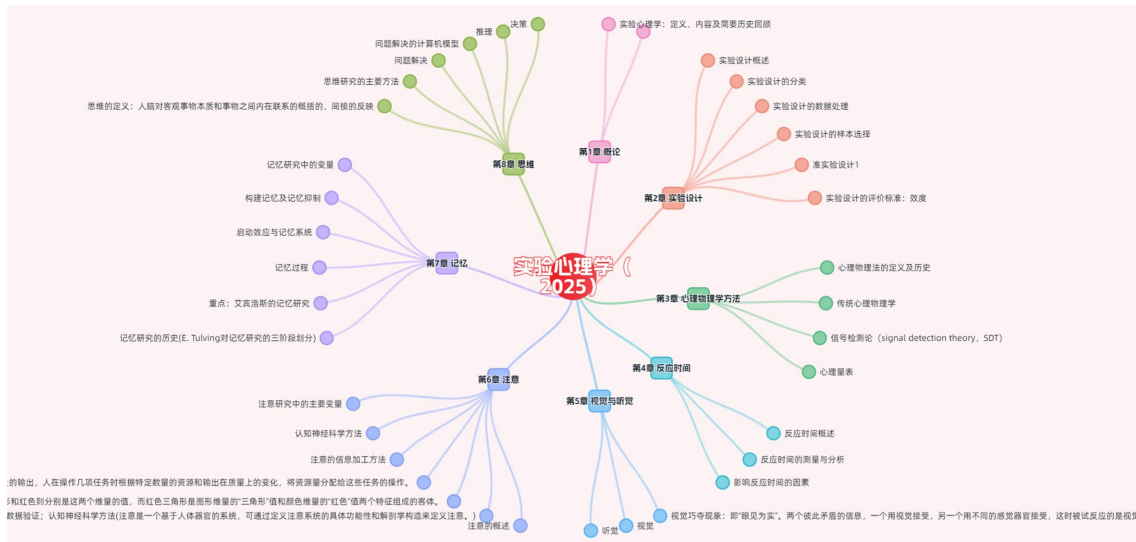 实验心理学（
2025）
第1章 概论
实验心理学：定义、内容及简要历史回顾
第2章 实验设计
实验设计概述
实验设计的分类
实验设计的数据处理
实验设计的样本选择
准实验设计1
实验设计的评价标准：效度
第3章 心理物理学方法
心理物理法的定义及历史
传统心理物理学
信号检测论（signal detection theory，SDT）
心理量表
第4章 反应时间
反应时间概述
反应时间的测量与分析
影响反应时间的因素
第5章 视觉与听觉
视觉巧夺现象：即“眼见为实”。两个彼此矛盾的信息，一个用视觉接受，另一个用不同的感觉器官接受，这时被试反应的是视觉
视觉
听觉
第6章 注意
注意的概述
数据验证；认知神经科学方法(注意是一个基于人体器官的系统，可通过定义注意系统的具体功能性和解剖学构造来定义注意。)
形和红色则分别是这两个维量的值，而红色三角形是图形维量的“三角形”值和颜色维量的“红色”值两个特征组成的客体。
的输出，人在操作几项任务时根据特定数量的资源和输出在质量上的变化，将资源量分配给这些任务的操作。
注意的信息加工方法
认知神经科学方法
注意研究中的主要变量
第7章 记忆
记忆研究的历史(E. Tulving对记忆研究的三阶段划分)
重点：艾宾浩斯的记忆研究
记忆过程
启动效应与记忆系统
构建记忆及记忆抑制
记忆研究中的变量
第8章 思维
思维的定义：人脑对客观事物本质和事物之间内在联系的概括的、间接的反映
思维研究的主要方法
问题解决
问题解决的计算机模型
推理
决策